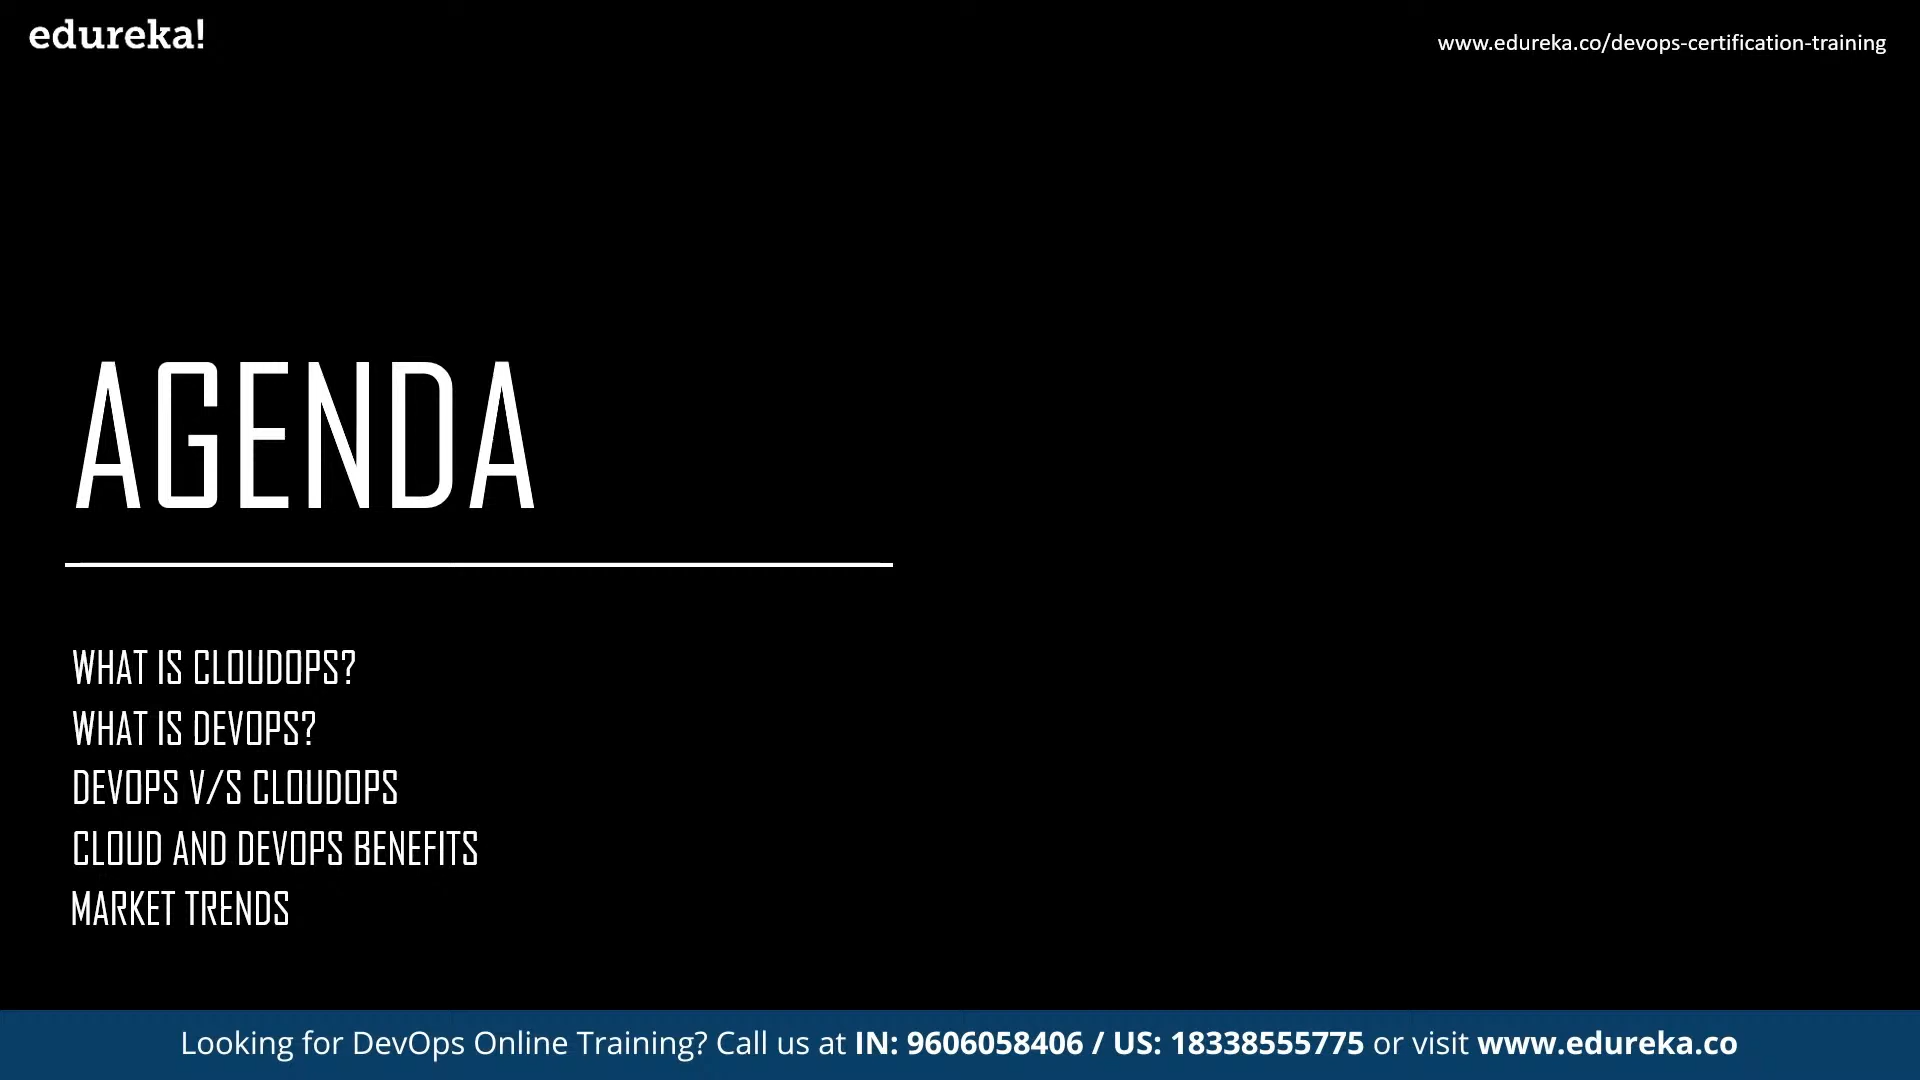 edureka!
www.edureka.co/devops-certification-training
AGENDA
WHAT IS CLOUDOPS?
WHAT IS DEVOPS?
DEVOPS V/S CLOUDOPS
CLOUD AND DEVOPS BENEFITS
MARKET TRENDS
Looking for DevOps Online Training? Call us at IN: 9606058406 / US: 18338555775 or visit www.edureka.co